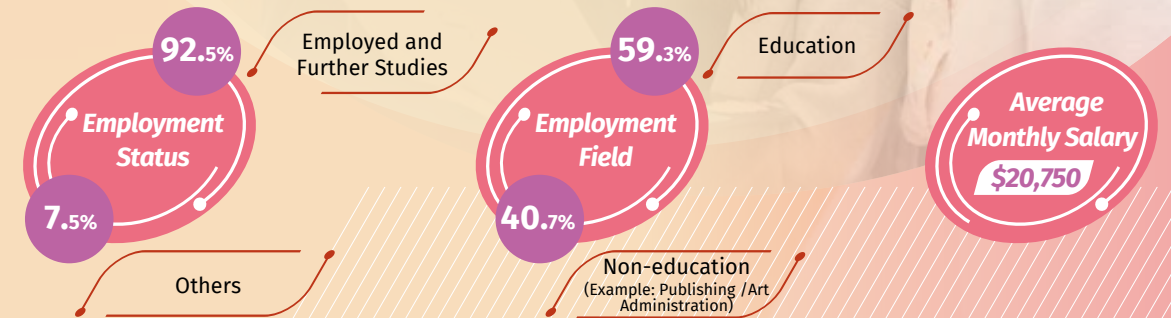 92.5%
Employed and
Further Studies
Employment
Status
7.5%
Others
59.3%
Education
Employment
Field
40.7%
Non-education
(Example: Publishing /Art
Administration)
Average
Monthly Salary
$20,750